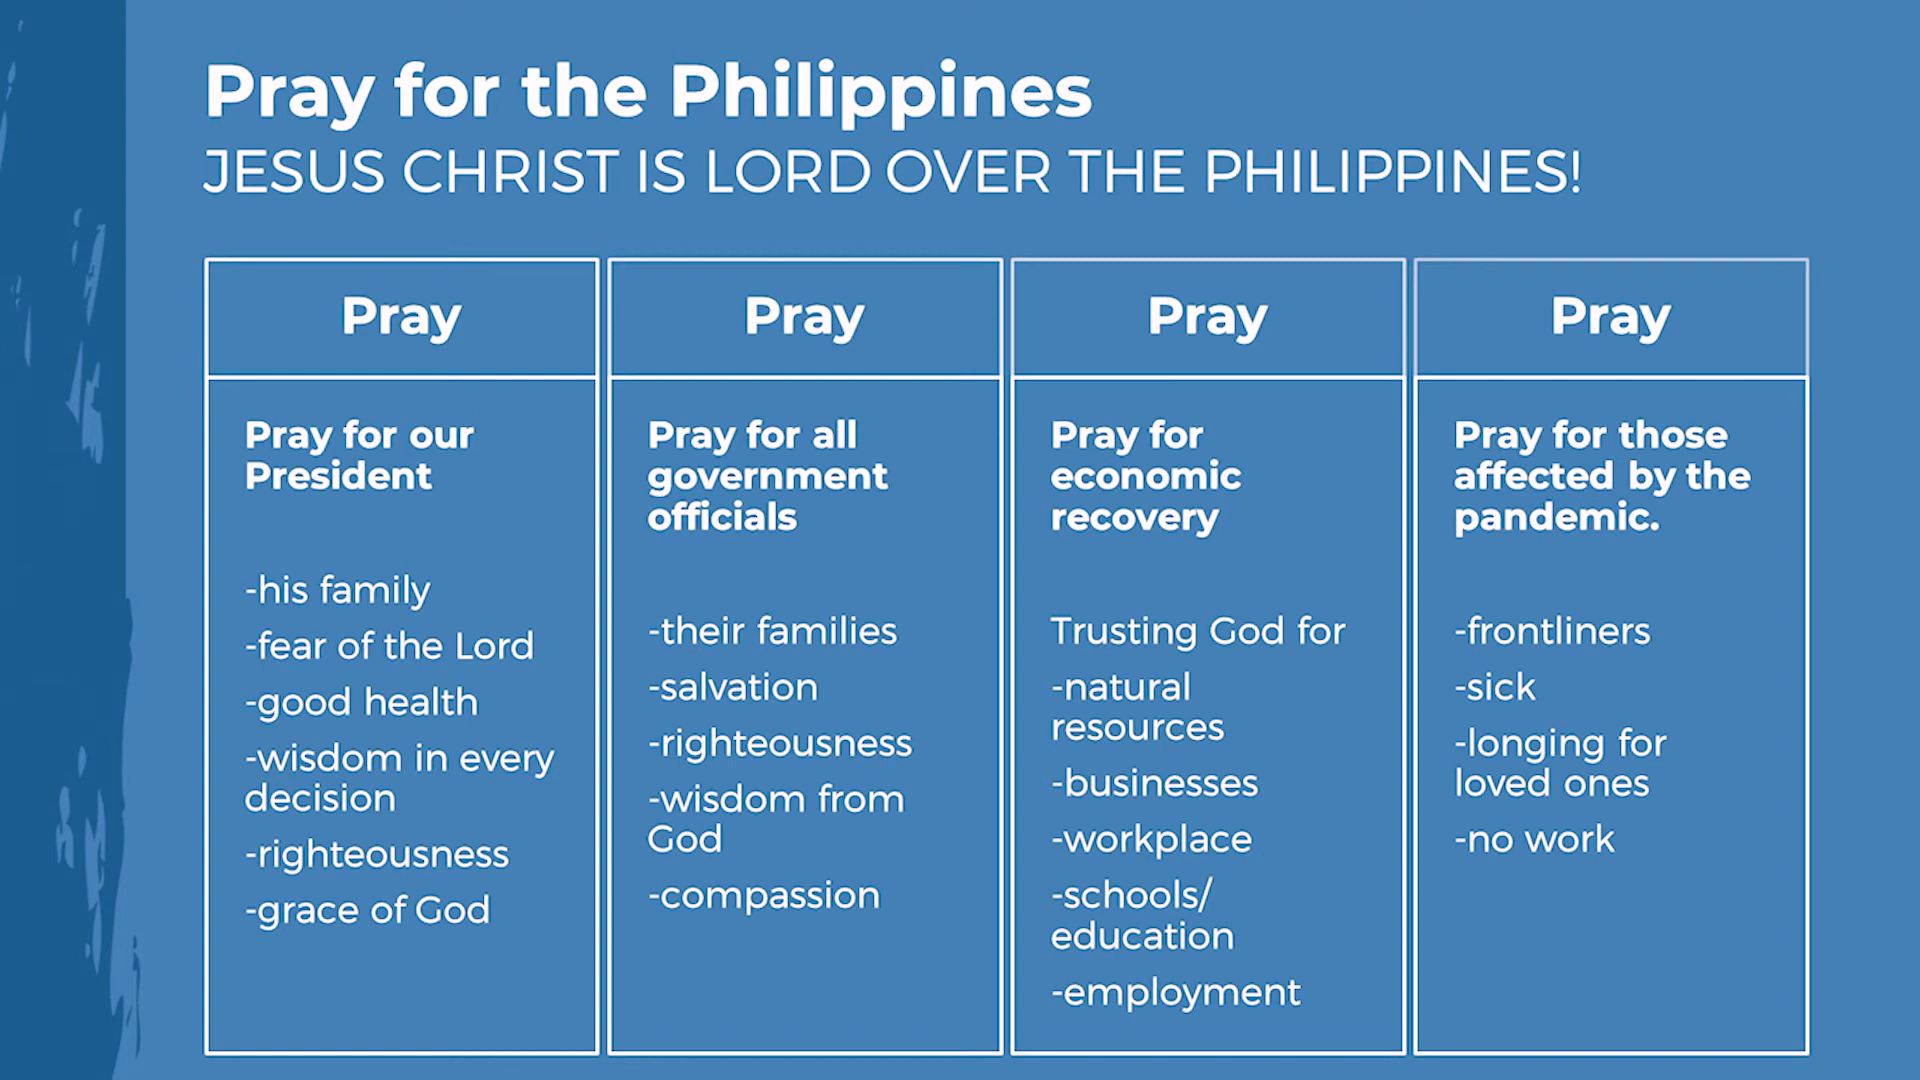 Pray for the Philippines
JESUS CHRIST IS LORD OVER THE PHILIPPINES!
Pray
Pray for our
President
-his family
-fear of the Lord
-good health
-wisdom in every
decision
-righteousness
-grace of God
Pray
Pray for all
government
officials
-their families
-salvation
-righteousness
-wisdom from
God
-compassion
Pray
Pray for
economic
recovery
Trusting God for
-natural
resources
-businesses
-workplace
-schools/
education
-employment
Pray
Pray for those
affected by the
pandemic.
-frontliners
-sick
-longing for
loved ones
-no work